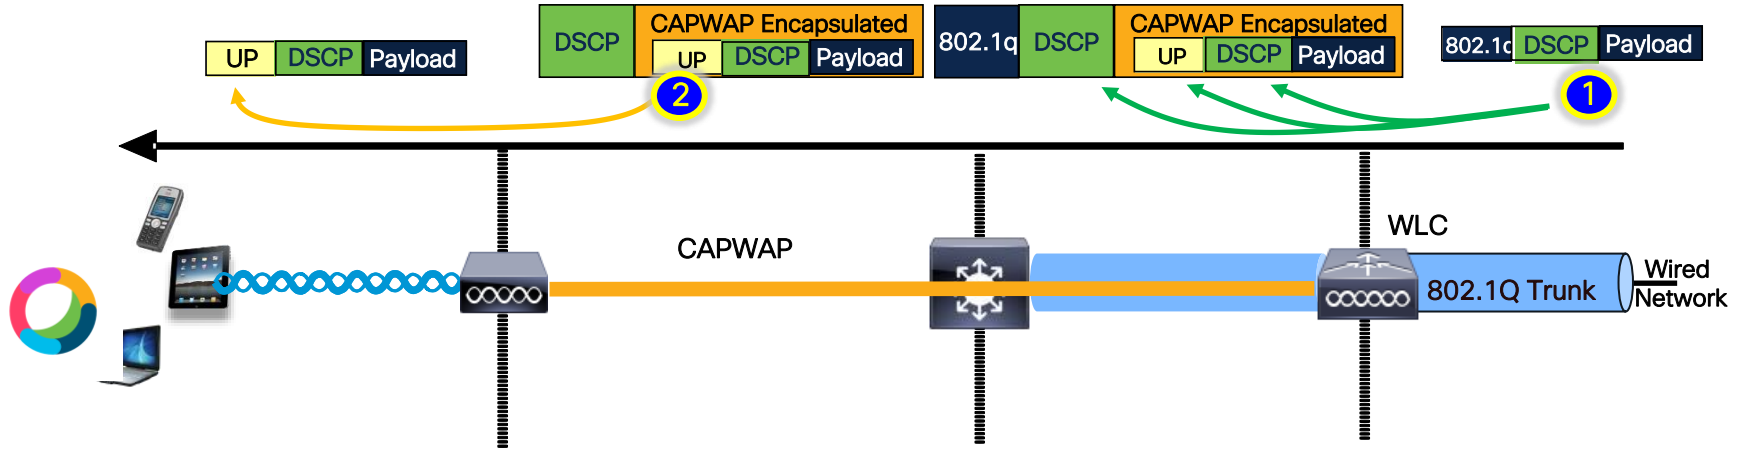 UP DSCP Payload
DSCP CAPWAP Encapsulated
UP DSCP Payload
2
802.1q DSCP CAPWAP Encapsulated
UP DSCP Payload
802.1q DSCP Payload
1
CAPWAP
WLC
802.1Q Trunk
Wired
Network